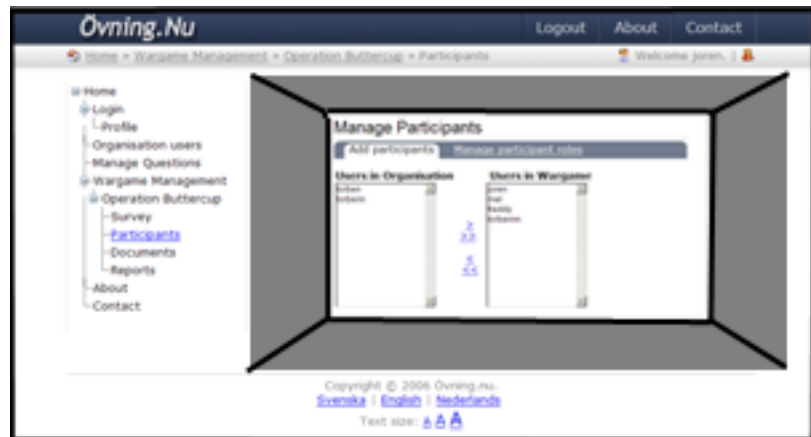 Övning.Nu
Logout About Contact
Home » Wargame Management » Operation Buttercup » Participants
Welcome joren. |
Home
Login
Profile
Organisation users
Manage Questions
Wargame Management
Operation Buttercup
Survey
Participants
Documents
Reports
About
Contact
Manage Participants
Add participants Manage participant roles
Users in Organisation Users in Wargame
joren
freddy
>
>>
<
<<
Copyright © 2006 Övning.nu.
Svenska | English | Nederlands
Text size: A A A